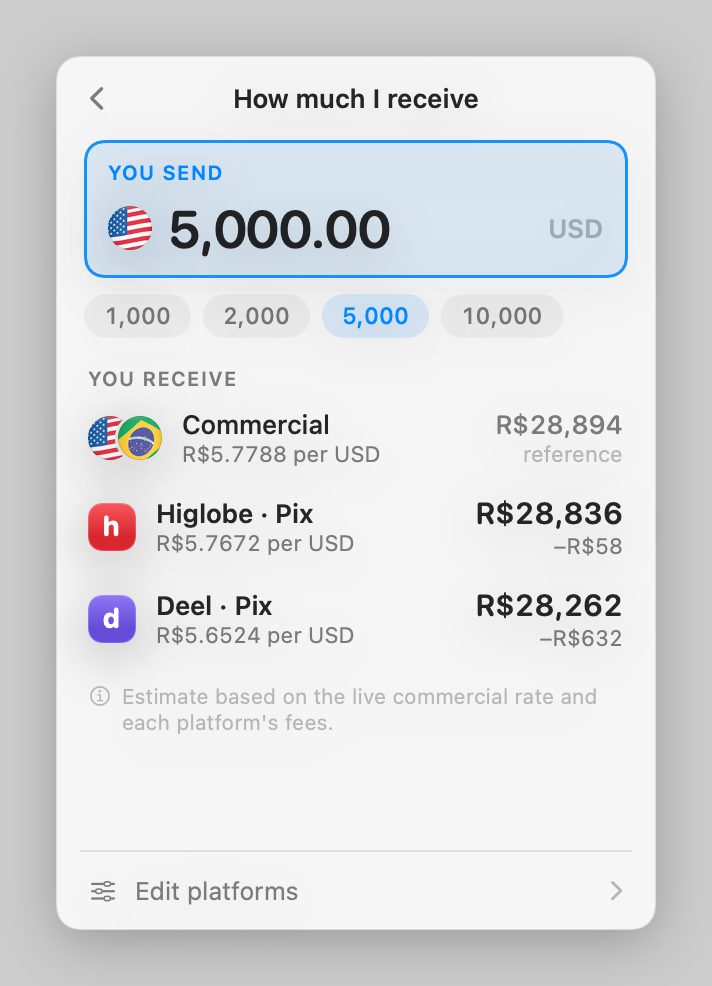 How much I receive
YOU SEND
5,000.00 USD
1,000 2,000 5,000 10,000
YOU RECEIVE
Commercial R$28,894
R$5.7788 per USD reference
h Higlobe · Pix R$28,836
R$5.7672 per USD –R$58
d Deel · Pix R$28,262
R$5.6524 per USD –R$632
Estimate based on the live commercial rate and
each platform's fees.
Edit platforms